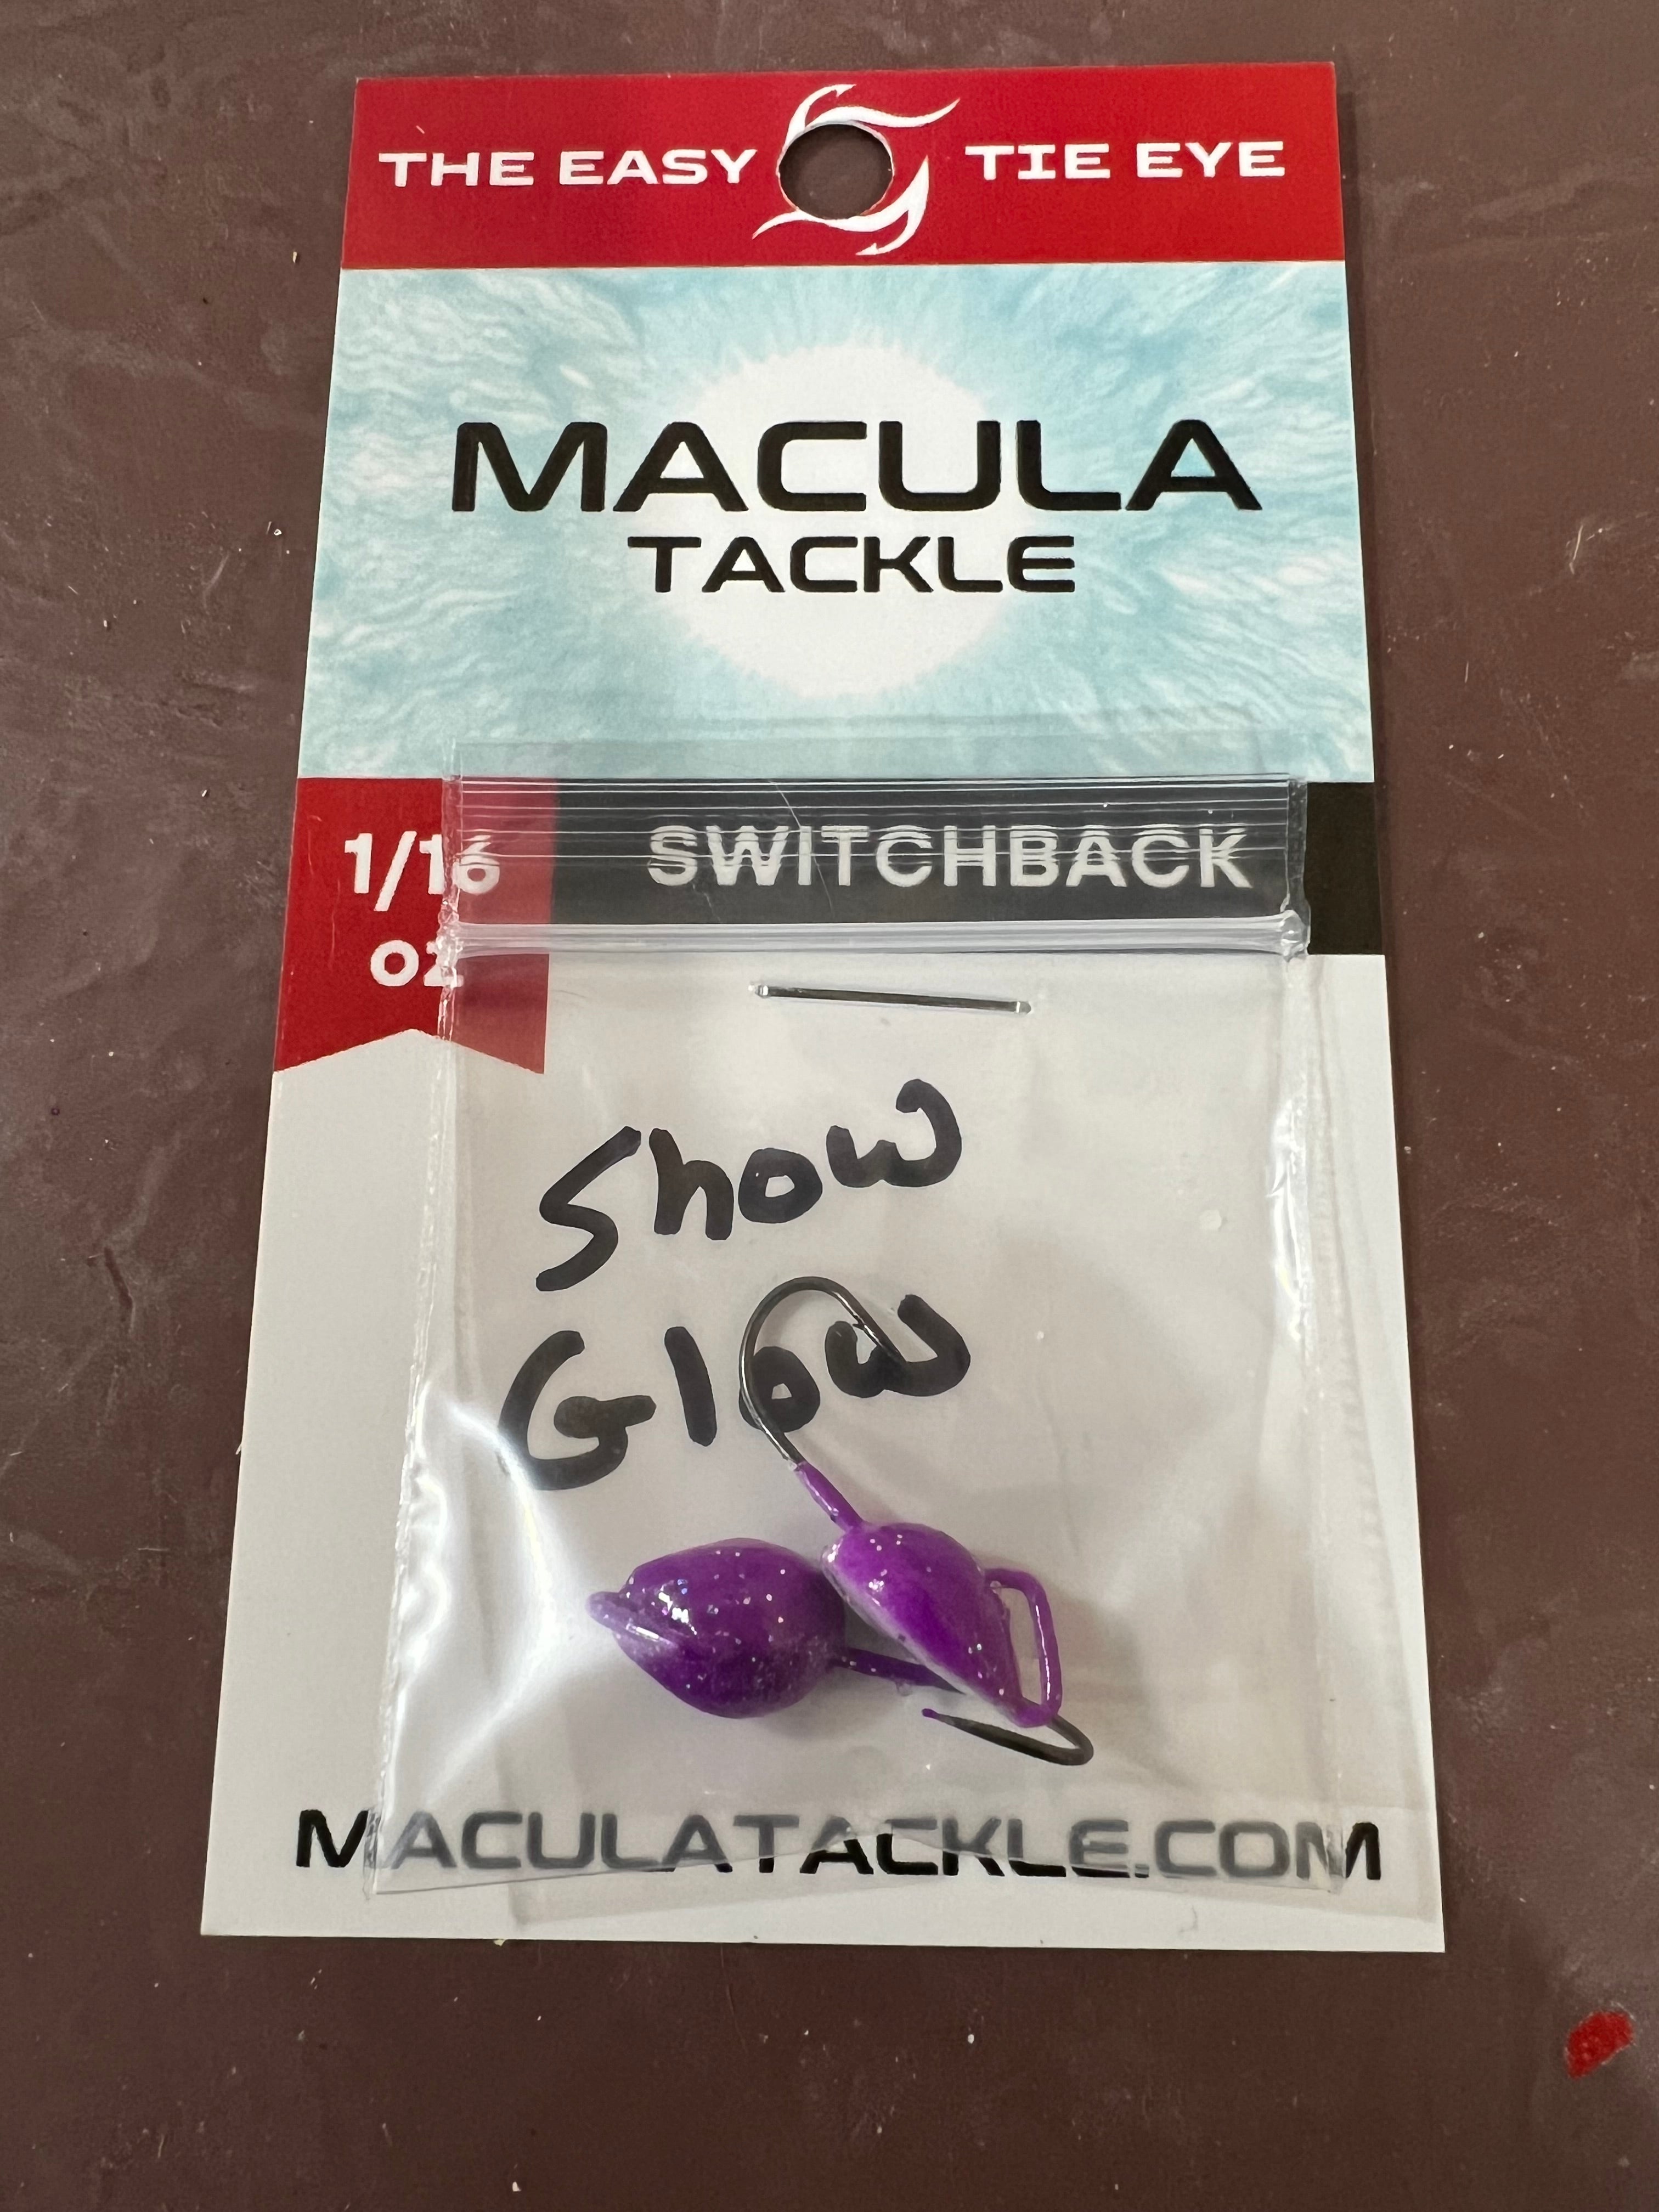 THE EASY TIE EYE
MACULA
TACKLE
1/16 SWITCHBACK
OZ
Show
Glow
MACULATACKLE.COM